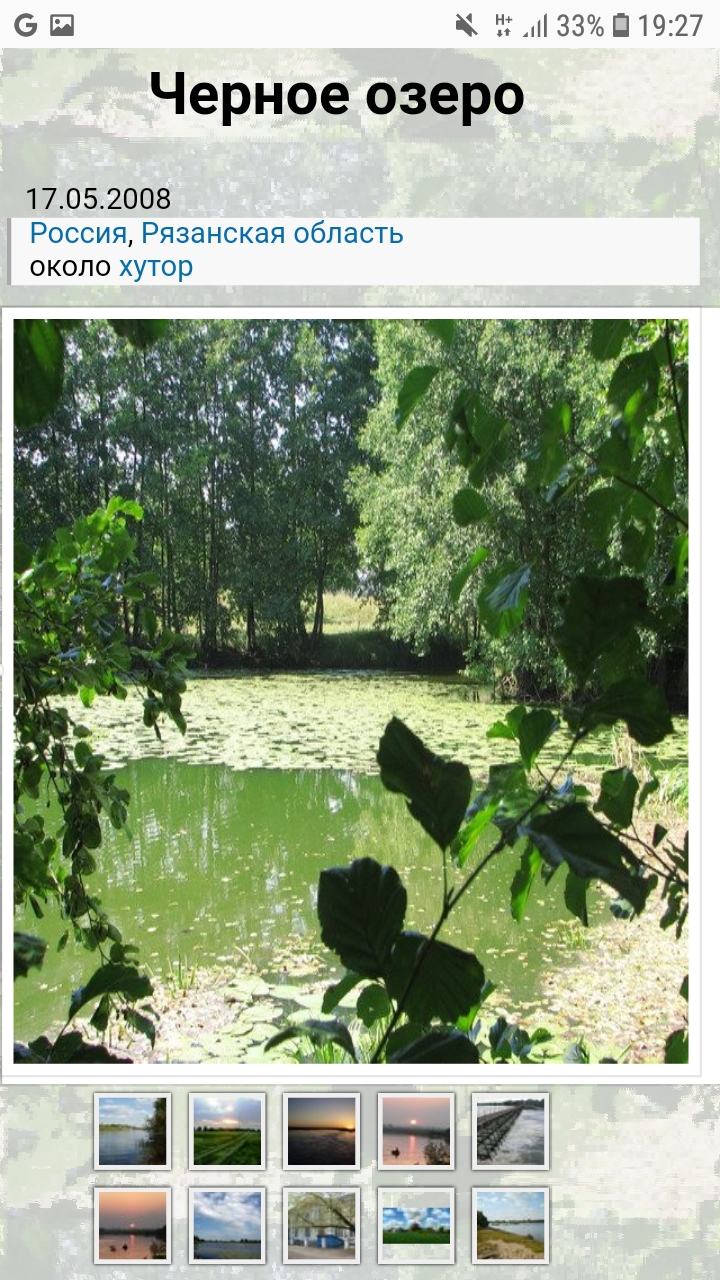 G H+ 33% 19:27
Черное озеро
17.05.2008
Россия, Рязанская область
около хутор